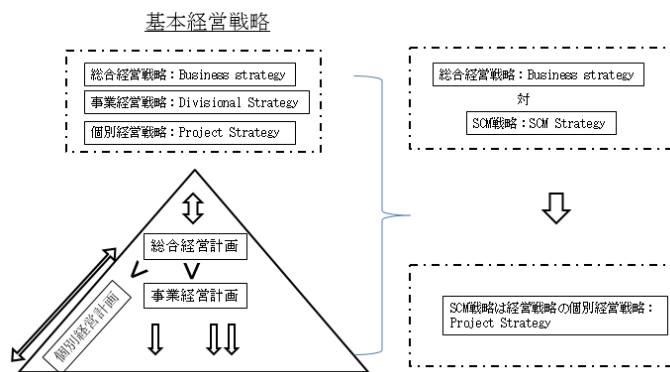 基本経営戦略
総合経営戦略：Business strategy
事業経営戦略：Divisional Strategy
個別経営戦略：Project Strategy
総合経営計画
事業経営計画
個別経営計画
総合経営戦略：Business strategy
対
SCM戦略：SCM Strategy
SCM戦略は経営戦略の個別経営戦略：
Project Strategy